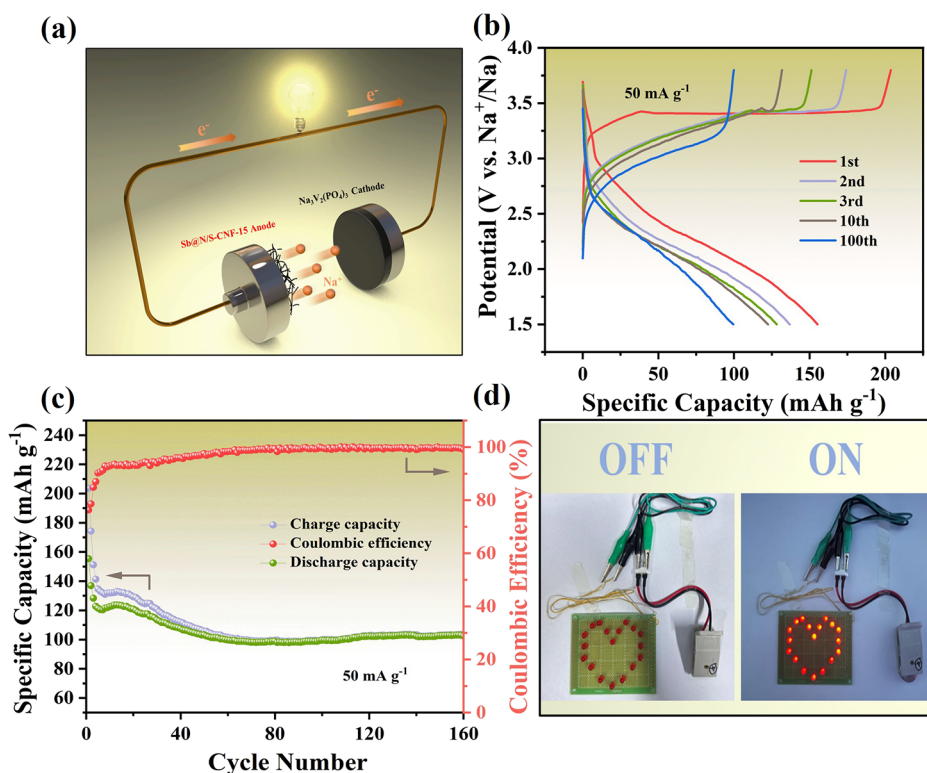 (a)
e⁻
e⁻
Na₃V₂(PO₄)₃ Cathode
Sb@N/S-CNF-15 Anode
Na⁺
(b)
Potential (V vs. Na⁺/Na)
4.0
3.5
3.0
2.5
2.0
1.5
50 mA g⁻¹
1st
2nd
3rd
10th
100th
0
50
100
150
200
Specific Capacity (mAh g⁻¹)
(c)
Specific Capacity (mAh g⁻¹)
240
220
200
180
160
140
120
100
80
60
Charge capacity
Coulombic efficiency
Discharge capacity
50 mA g⁻¹
100
80
60
40
20
0
Coulombic Efficiency (%)
0
40
80
120
160
Cycle Number
(d)
OFF
ON